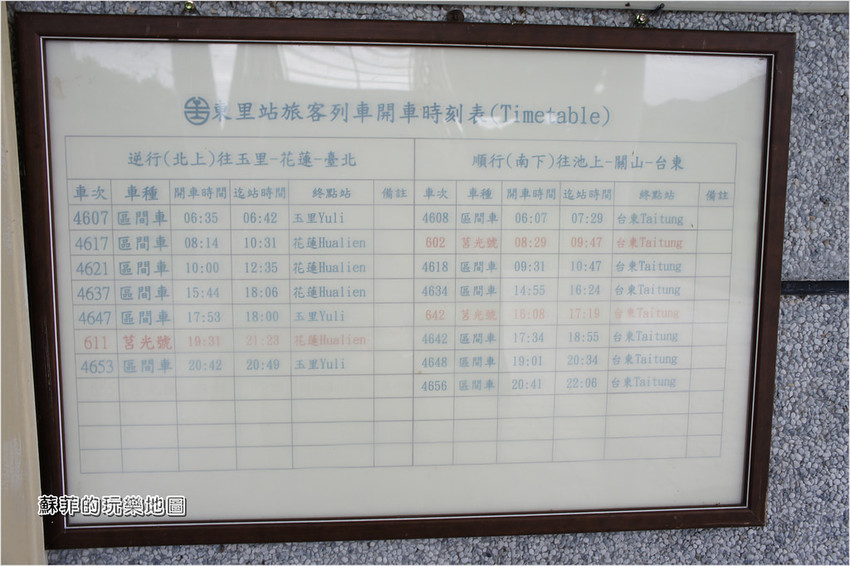 東里站旅客列車開車時刻表(Timetable)
逆行(北上)往玉里-花蓮-臺北
車次 車種 開車時間 迄站時間 終點站 備註
4607 區間車 06:35 06:42 玉里Yuli
4617 區間車 08:14 10:31 花蓮Hualien
4621 區間車 10:00 12:35 花蓮Hualien
4637 區間車 15:44 18:06 花蓮Hualien
4647 區間車 17:53 18:00 玉里Yuli
611 莒光號 19:31 21:23 花蓮Hualien
4653 區間車 20:42 20:49 玉里Yuli
順行(南下)往池上-關山-台東
車次 車種 開車時間 迄站時間 終點站 備註
4608 區間車 06:07 07:29 台東Taitung
602 莒光號 08:29 09:47 台東Taitung
4618 區間車 09:31 10:47 台東Taitung
4634 區間車 14:55 16:24 台東Taitung
642 莒光號 16:08 17:15 台東Taitung
4642 區間車 17:34 18:55 台東Taitung
4648 區間車 19:01 20:34 台東Taitung
4656 區間車 20:41 22:06 台東Taitung
蘇菲的玩樂地圖